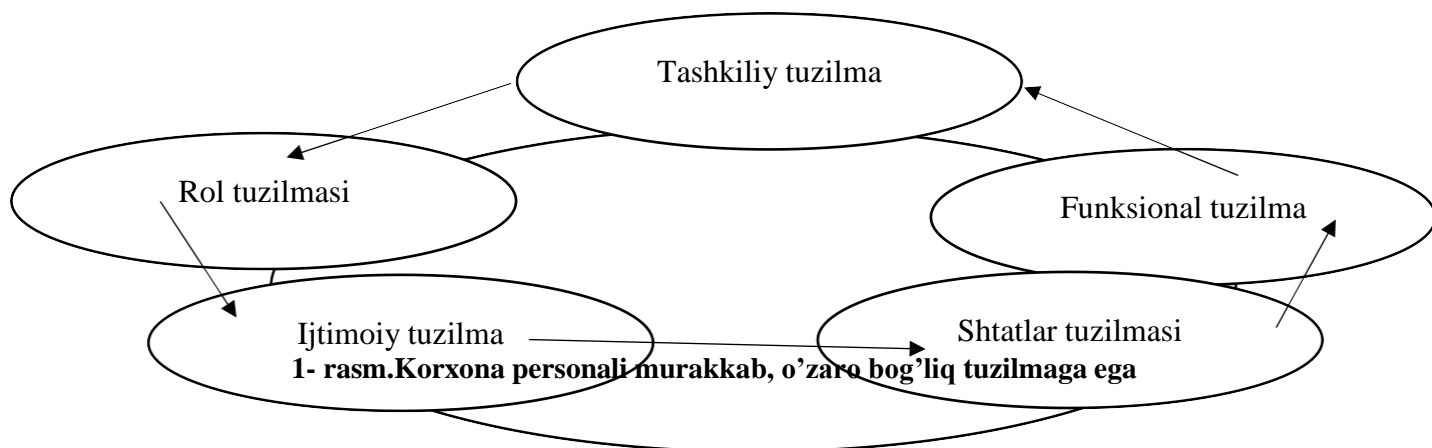 Tashkiliy tuzilma
Rol tuzilmasi
Funksional tuzilma
Ijtimoiy tuzilma
Shtatlar tuzilmasi
1- rasm.Korxona personali murakkab, o’zaro bog’liq tuzilmaga ega